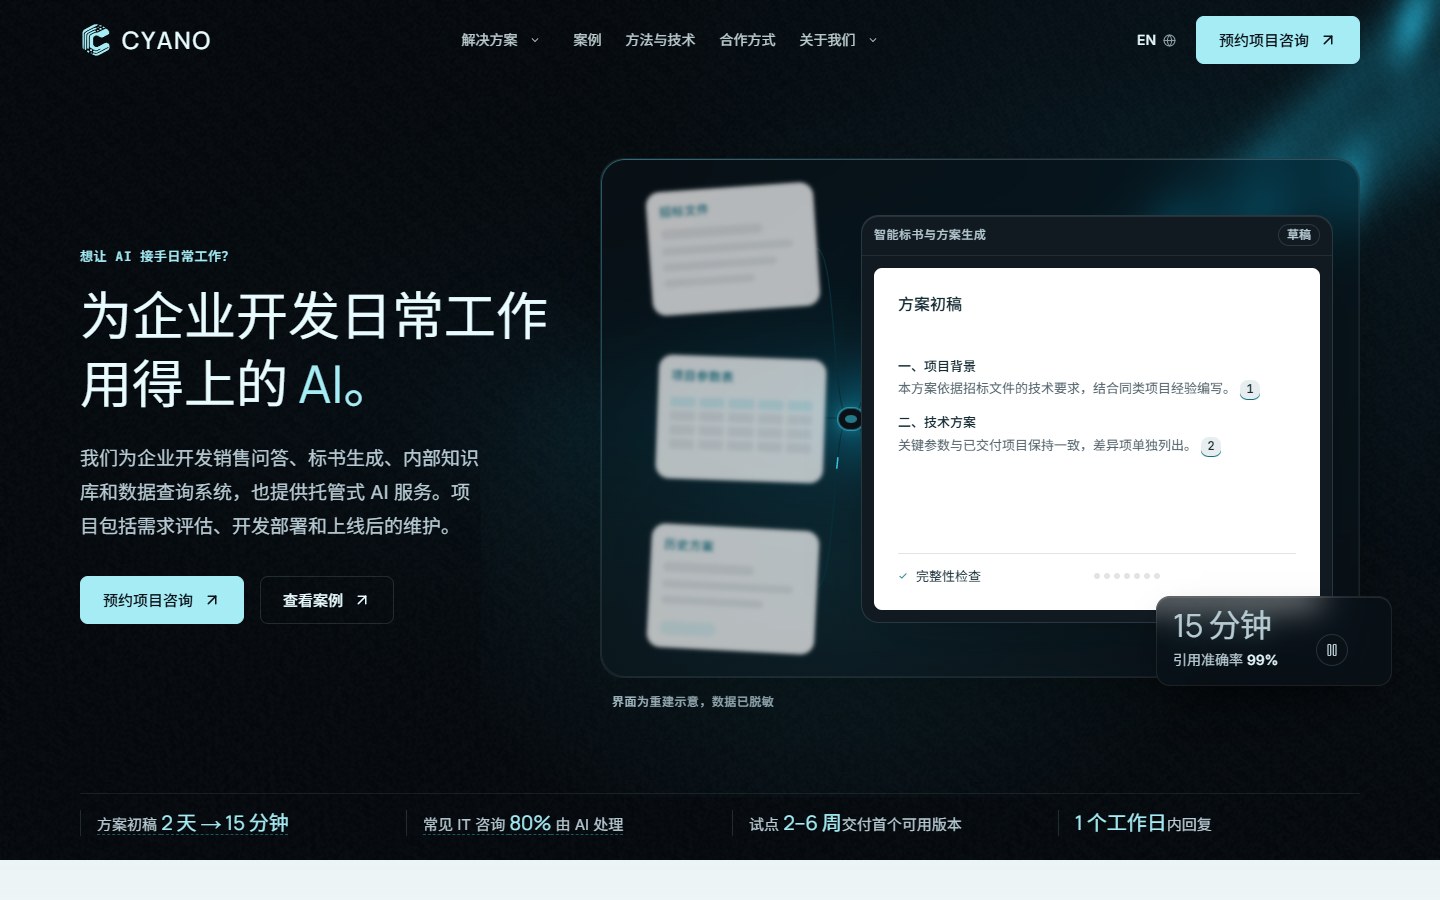 CYANO
解决方案
案例
方法与技术
合作方式
关于我们
EN
预约项目咨询
想让 AI 接手日常工作?
为企业开发日常工作
用得上的 AI。
我们为企业开发销售问答、标书生成、内部知识
库和数据查询系统，也提供托管式 AI 服务。项
目包括需求评估、开发部署和上线后的维护。
预约项目咨询
查看案例
招标文件
项目参数表
历史方案
智能标书与方案生成
草稿
方案初稿
一、项目背景
本方案依据招标文件的技术要求，结合同类项目经验编写。 1
二、技术方案
关键参数与已交付项目保持一致，差异项单独列出。 2
完整性检查
15 分钟
引用准确率 99%
界面为重建示意，数据已脱敏
方案初稿 2 天 → 15 分钟
常见 IT 咨询 80% 由 AI 处理
试点 2–6 周交付首个可用版本
1 个工作日内回复